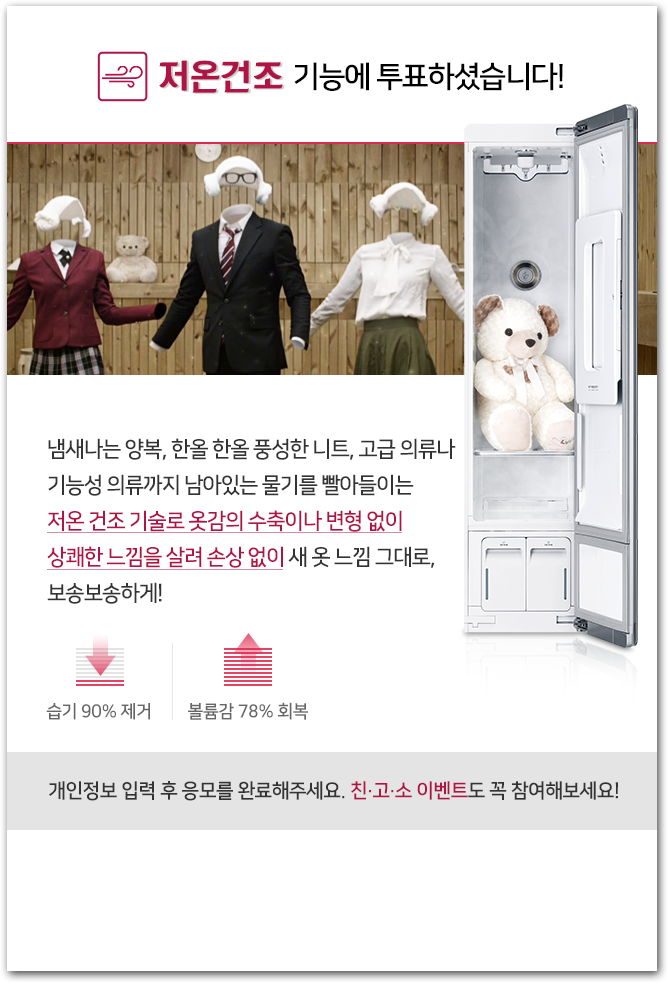 저온건조 기능에 투표하셨습니다!
냄새나는 양복, 한올 한올 풍성한 니트, 고급 의류나
기능성 의류까지 남아있는 물기를 빨아들이는
저온 건조 기술로 옷감의 수축이나 변형 없이
상쾌한 느낌을 살려 손상 없이 새 옷 느낌 그대로,
보송보송하게!
습기 90% 제거
볼륨감 78% 회복
개인정보 입력 후 응모를 완료해주세요. 친·고·소 이벤트도 꼭 참여해보세요!